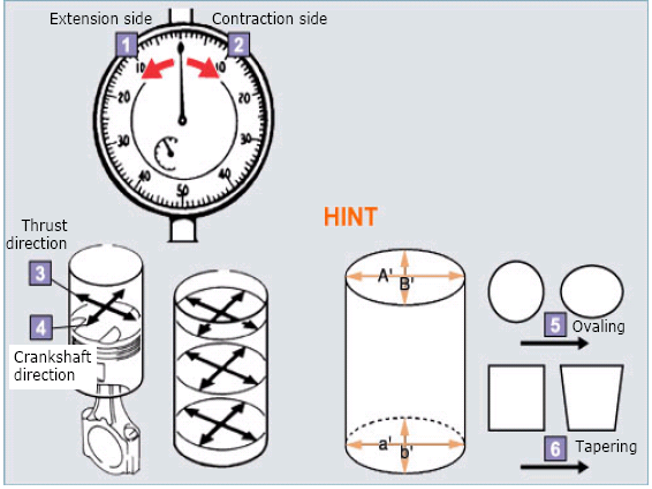 Extension side
Contraction side
1
2
10
10
20
20
30
30
40
40
50
HINT
Thrust
direction
3
4
Crankshaft
direction
A'
B'
a'
b'
5 Ovaling
6 Tapering